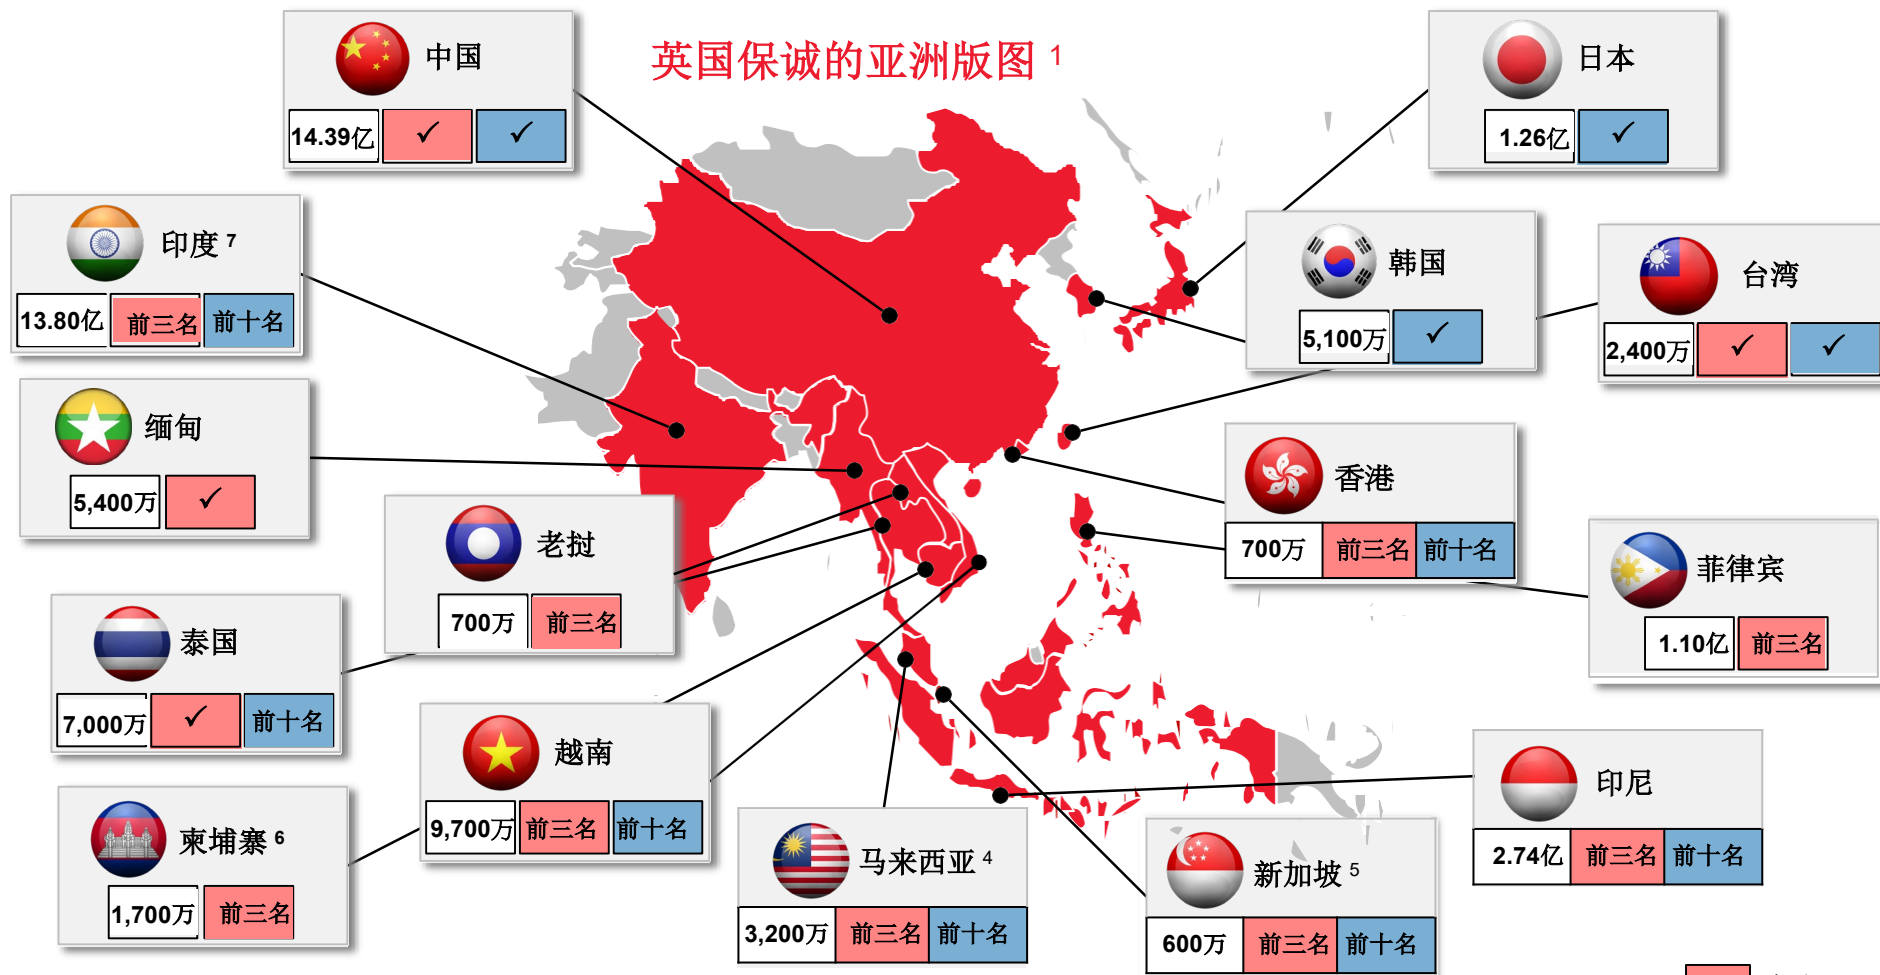 英国保诚的亚洲版图 1
中国
14.39亿 ✓ ✓
日本
1.26亿 ✓
印度 7
13.80亿 前三名 前十名
韩国
5,100万 ✓
台湾
2,400万 ✓ ✓
缅甸
5,400万 ✓
香港
700万 前三名 前十名
老挝
700万 前三名
菲律宾
1.10亿 前三名
泰国
7,000万 ✓ 前十名
越南
9,700万 前三名 前十名
印尼
2.74亿 前三名 前十名
柬埔寨 6
1,700万 前三名
马来西亚 4
3,200万 前三名 前十名
新加坡 5
600万 前三名 前十名